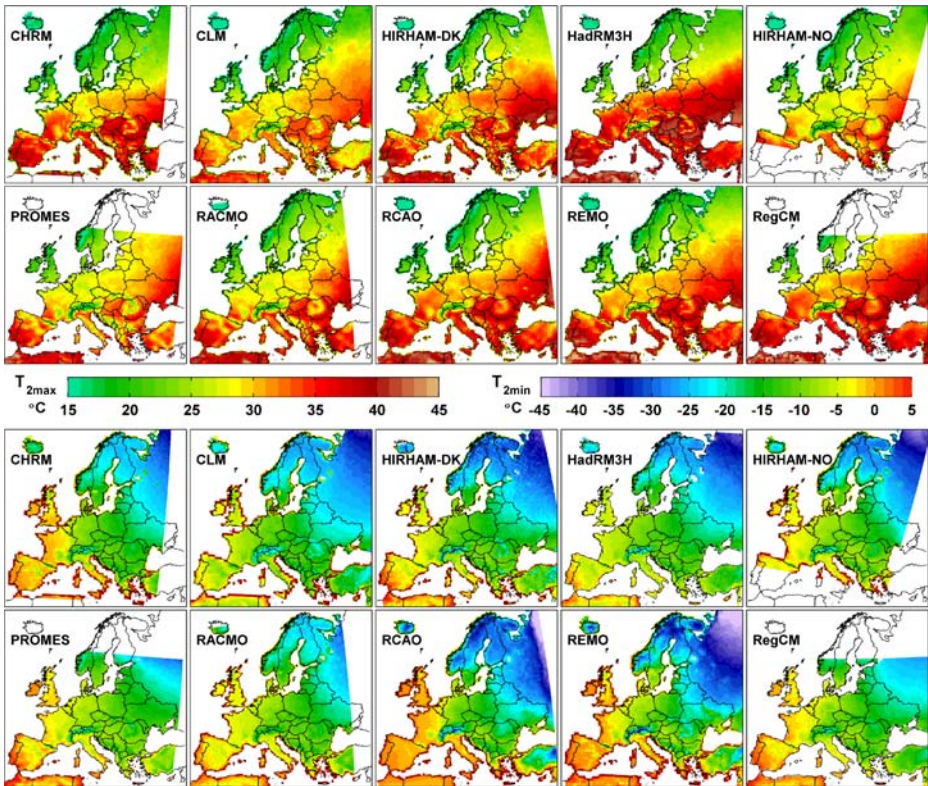 CHRM CLM HIRHAM-DK HadRM3H HIRHAM-NO
PROMES RACMO RCAO REMO RegCM
T2max T2min
°C 15 20 25 30 35 40 45 °C -45 -40 -35 -30 -25 -20 -15 -10 -5 0 5
CHRM CLM HIRHAM-DK HadRM3H HIRHAM-NO
PROMES RACMO RCAO REMO RegCM